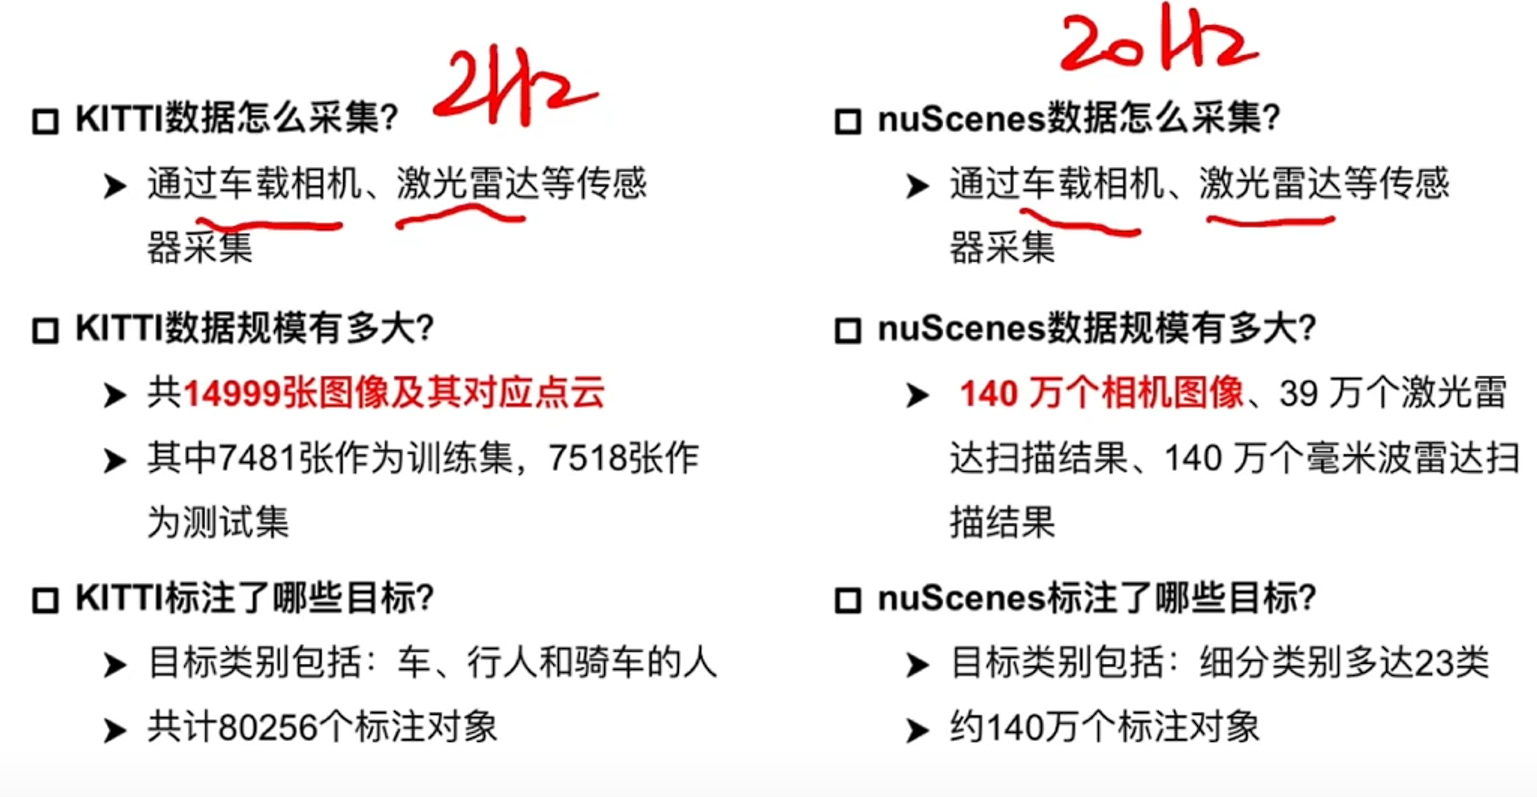 2Hz
KITTI数据怎么采集？
通过车载相机、激光雷达等传感
器采集
KITTI数据规模有多大？
共14999张图像及其对应点云
其中7481张作为训练集，7518张作
为测试集
KITTI标注了哪些目标？
目标类别包括：车、行人和骑车的人
共计80256个标注对象
20Hz
nuScenes数据怎么采集？
通过车载相机、激光雷达等传感
器采集
nuScenes数据规模有多大？
140 万个相机图像、39 万个激光雷
达扫描结果、140 万个毫米波雷达扫
描结果
nuScenes标注了哪些目标？
目标类别包括：细分类别多达23类
约140万个标注对象